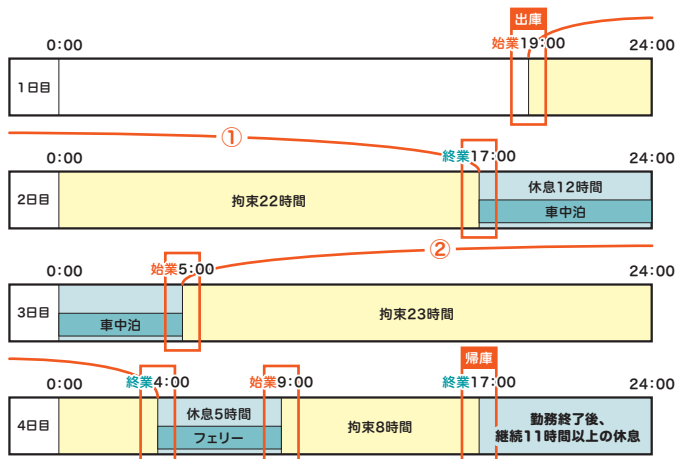 出庫
0:00 始業19:00 24:00
1日目
①
0:00 終業17:00 24:00
2日目 拘束22時間 休息12時間
車中泊
②
0:00 始業5:00 24:00
3日目 車中泊 拘束23時間
帰庫
0:00 終業4:00 始業9:00 終業17:00 24:00
4日目 休息5時間 拘束8時間 勤務終了後、
フェリー 継続11時間以上の休息